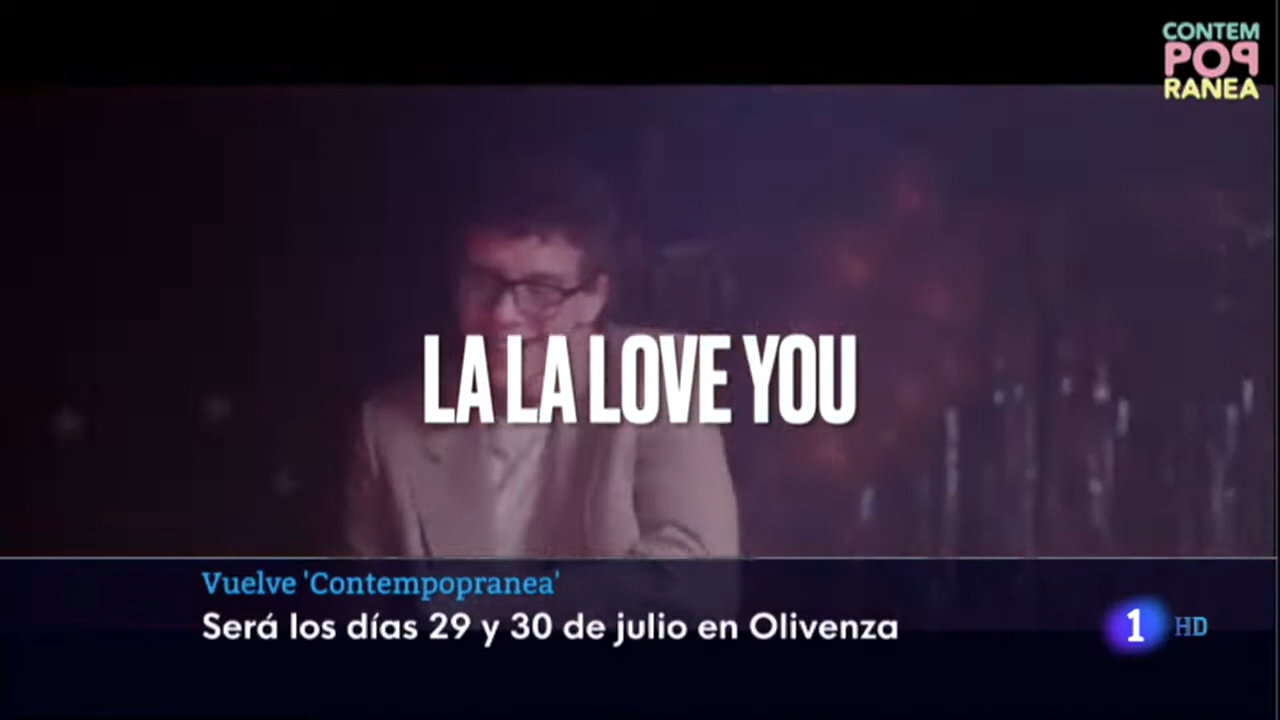 CONTEM
POP
RANEA
LA LA LOVE YOU
Vuelve 'Contempopranea'
Será los días 29 y 30 de julio en Olivenza
1 HD